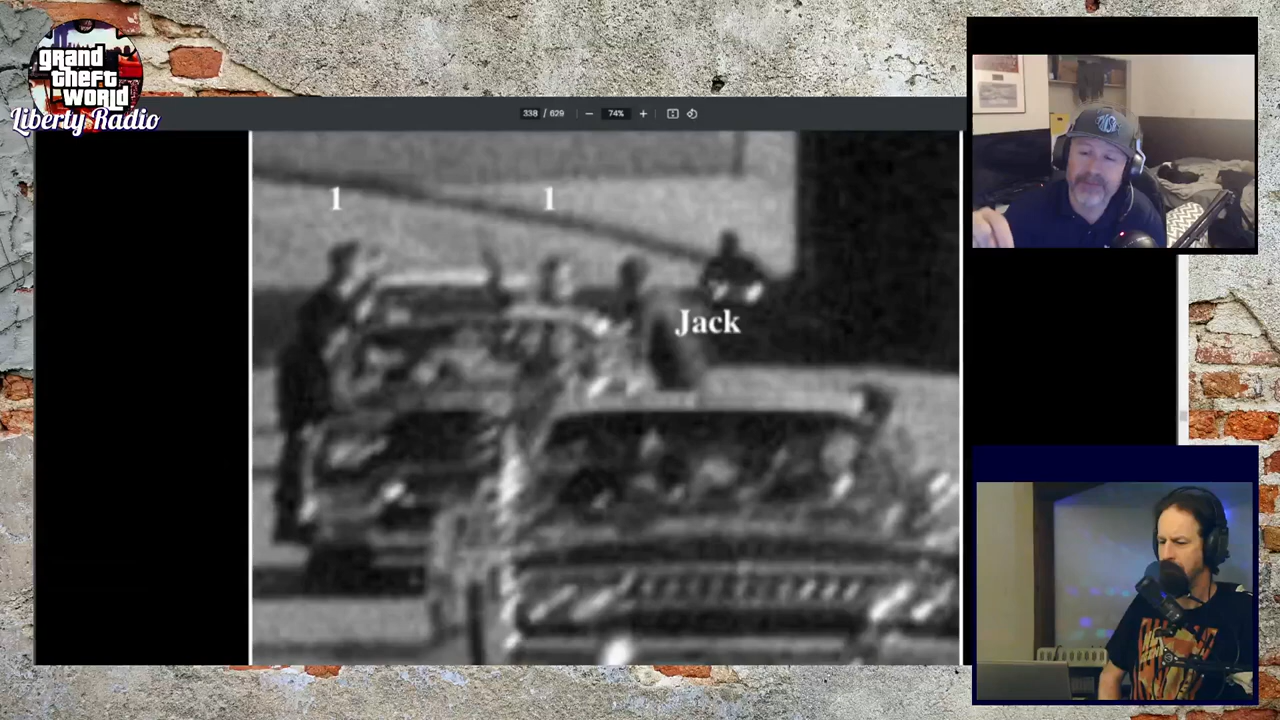 grand
theft
world
Liberty Radio
338 / 629
74%
1
1
Jack